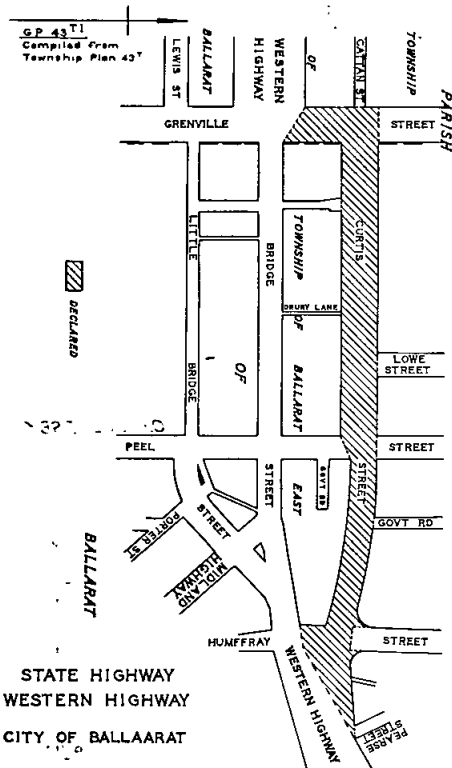 GP 43 T1
Compiled from
Township Plan 43T
LEWIS ST
BALLARAT
WESTERN
HIGHWAY
OF
CATTAN ST
TOWNSHIP
PARISH
GRENVILLE
STREET
LITTLE
BRIDGE
TOWNSHIP
CURTIS
DRURY LANE
OF
DECLARED
BRIDGE
OF
BALLARAT
LOWE
STREET
PEEL
STREET
STREET
EAST
GOVT RD
STREET
GOVT RD
STREET
PORTER ST
MIDLAND
HIGHWAY
BALLARAT
HUMFFRAY
STREET
WESTERN HIGHWAY
PEARSE
STREET
STATE HIGHWAY
WESTERN HIGHWAY
CITY OF BALLAARAT